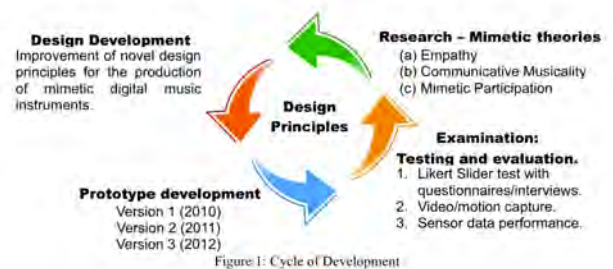 Design Development
Improvement of novel design
principles for the production
of mimetic digital music
instruments.
Research – Mimetic theories
(a) Empathy
(b) Communicative Musicality
(c) Mimetic Participation
Design
Principles
Examination:
Testing and evaluation.
1. Likert Slider test with
questionnaires/interviews.
2. Video/motion capture.
3. Sensor data performance.
Prototype development
Version 1 (2010)
Version 2 (2011)
Version 3 (2012)
Figure 1: Cycle of Development